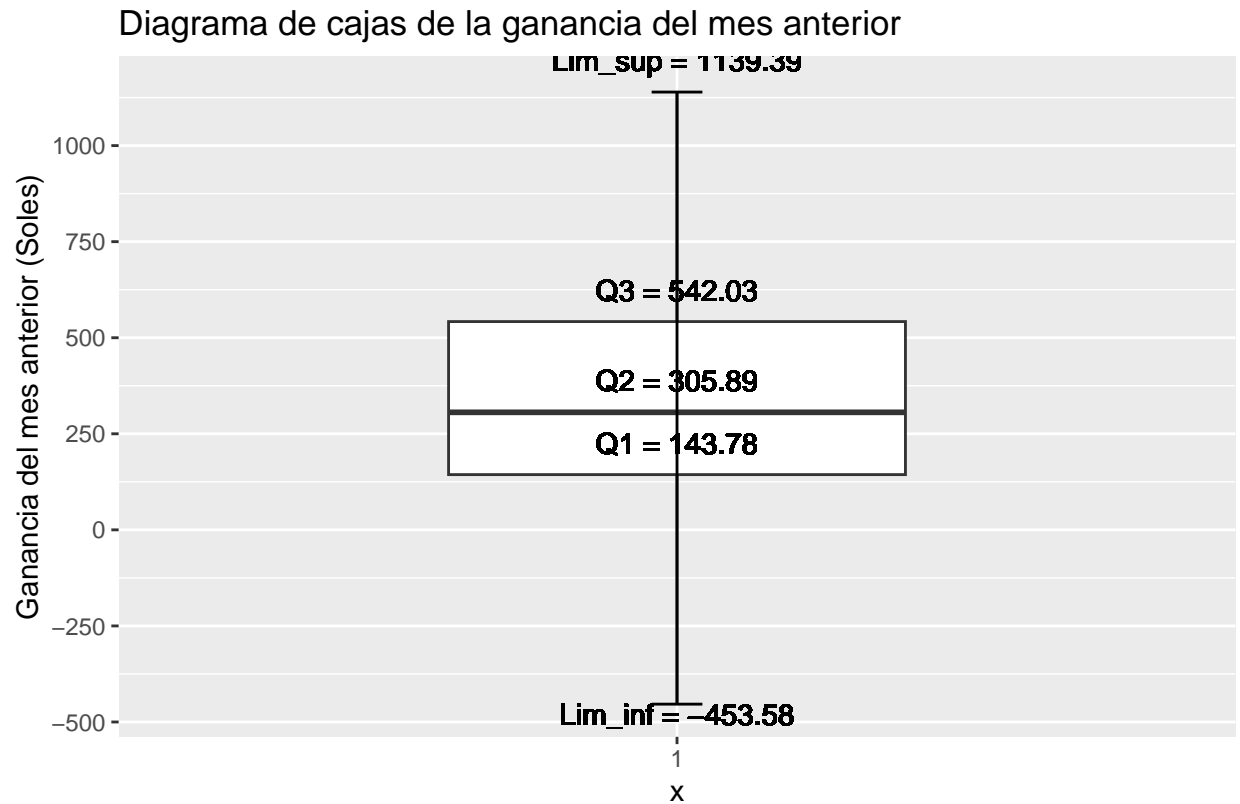 Diagrama de cajas de la ganancia del mes anterior
Lim_sup = 1139.39
1000
750
Q3 = 542.03
500
Q2 = 305.89
250
Q1 = 143.78
0
−250
−500
Lim_inf = −453.58
Ganancia del mes anterior (Soles)
1
x